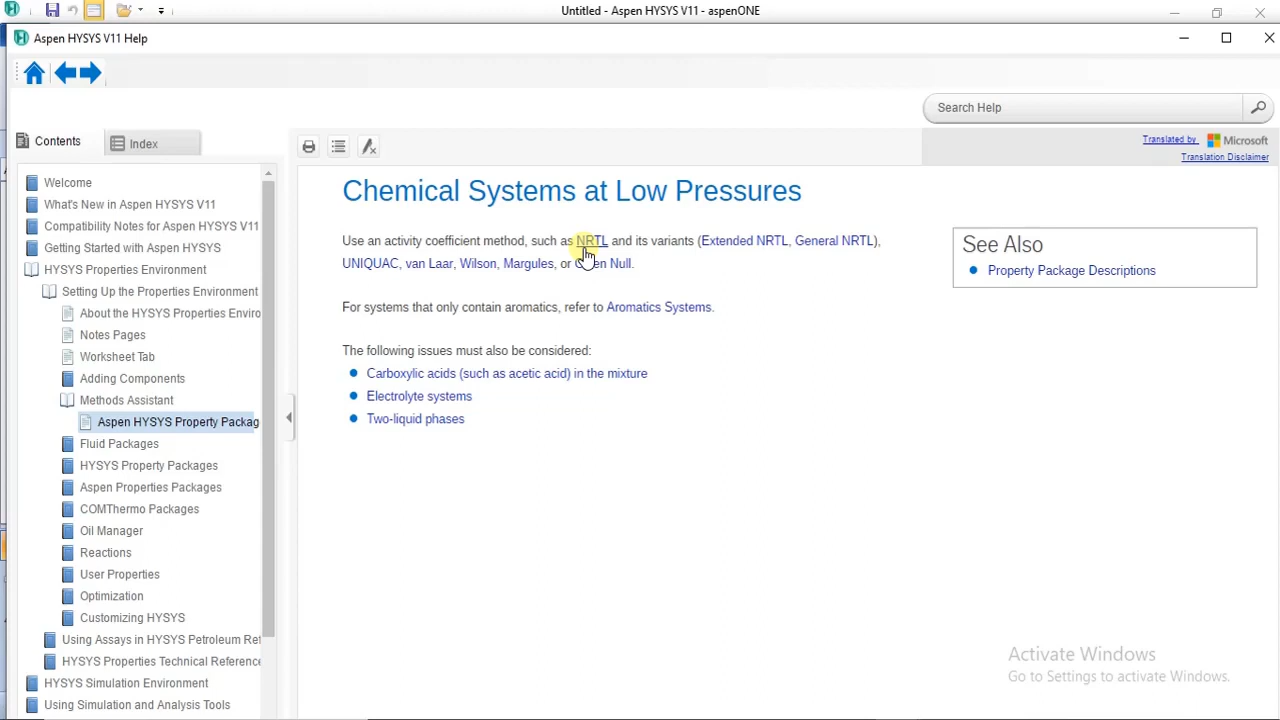 Untitled - Aspen HYSYS V11 - aspenONE
Aspen HYSYS V11 Help
Search Help
Contents
Index
Translated by Microsoft
Translation Disclaimer
Welcome
What's New in Aspen HYSYS V11
Compatibility Notes for Aspen HYSYS V11
Getting Started with Aspen HYSYS
HYSYS Properties Environment
Setting Up the Properties Environment
About the HYSYS Properties Enviro
Notes Pages
Worksheet Tab
Adding Components
Methods Assistant
Aspen HYSYS Property Packag
Fluid Packages
HYSYS Property Packages
Aspen Properties Packages
COMThermo Packages
Oil Manager
Reactions
User Properties
Optimization
Customizing HYSYS
Using Assays in HYSYS Petroleum Ref
HYSYS Properties Technical Reference
HYSYS Simulation Environment
Using Simulation and Analysis Tools
Chemical Systems at Low Pressures
Use an activity coefficient method, such as NRTL and its variants (Extended NRTL, General NRTL),
UNIQUAC, van Laar, Wilson, Margules, or Null.
For systems that only contain aromatics, refer to Aromatics Systems.
The following issues must also be considered:
Carboxylic acids (such as acetic acid) in the mixture
Electrolyte systems
Two-liquid phases
See Also
Property Package Descriptions
Activate Windows
Go to Settings to activate Windows.